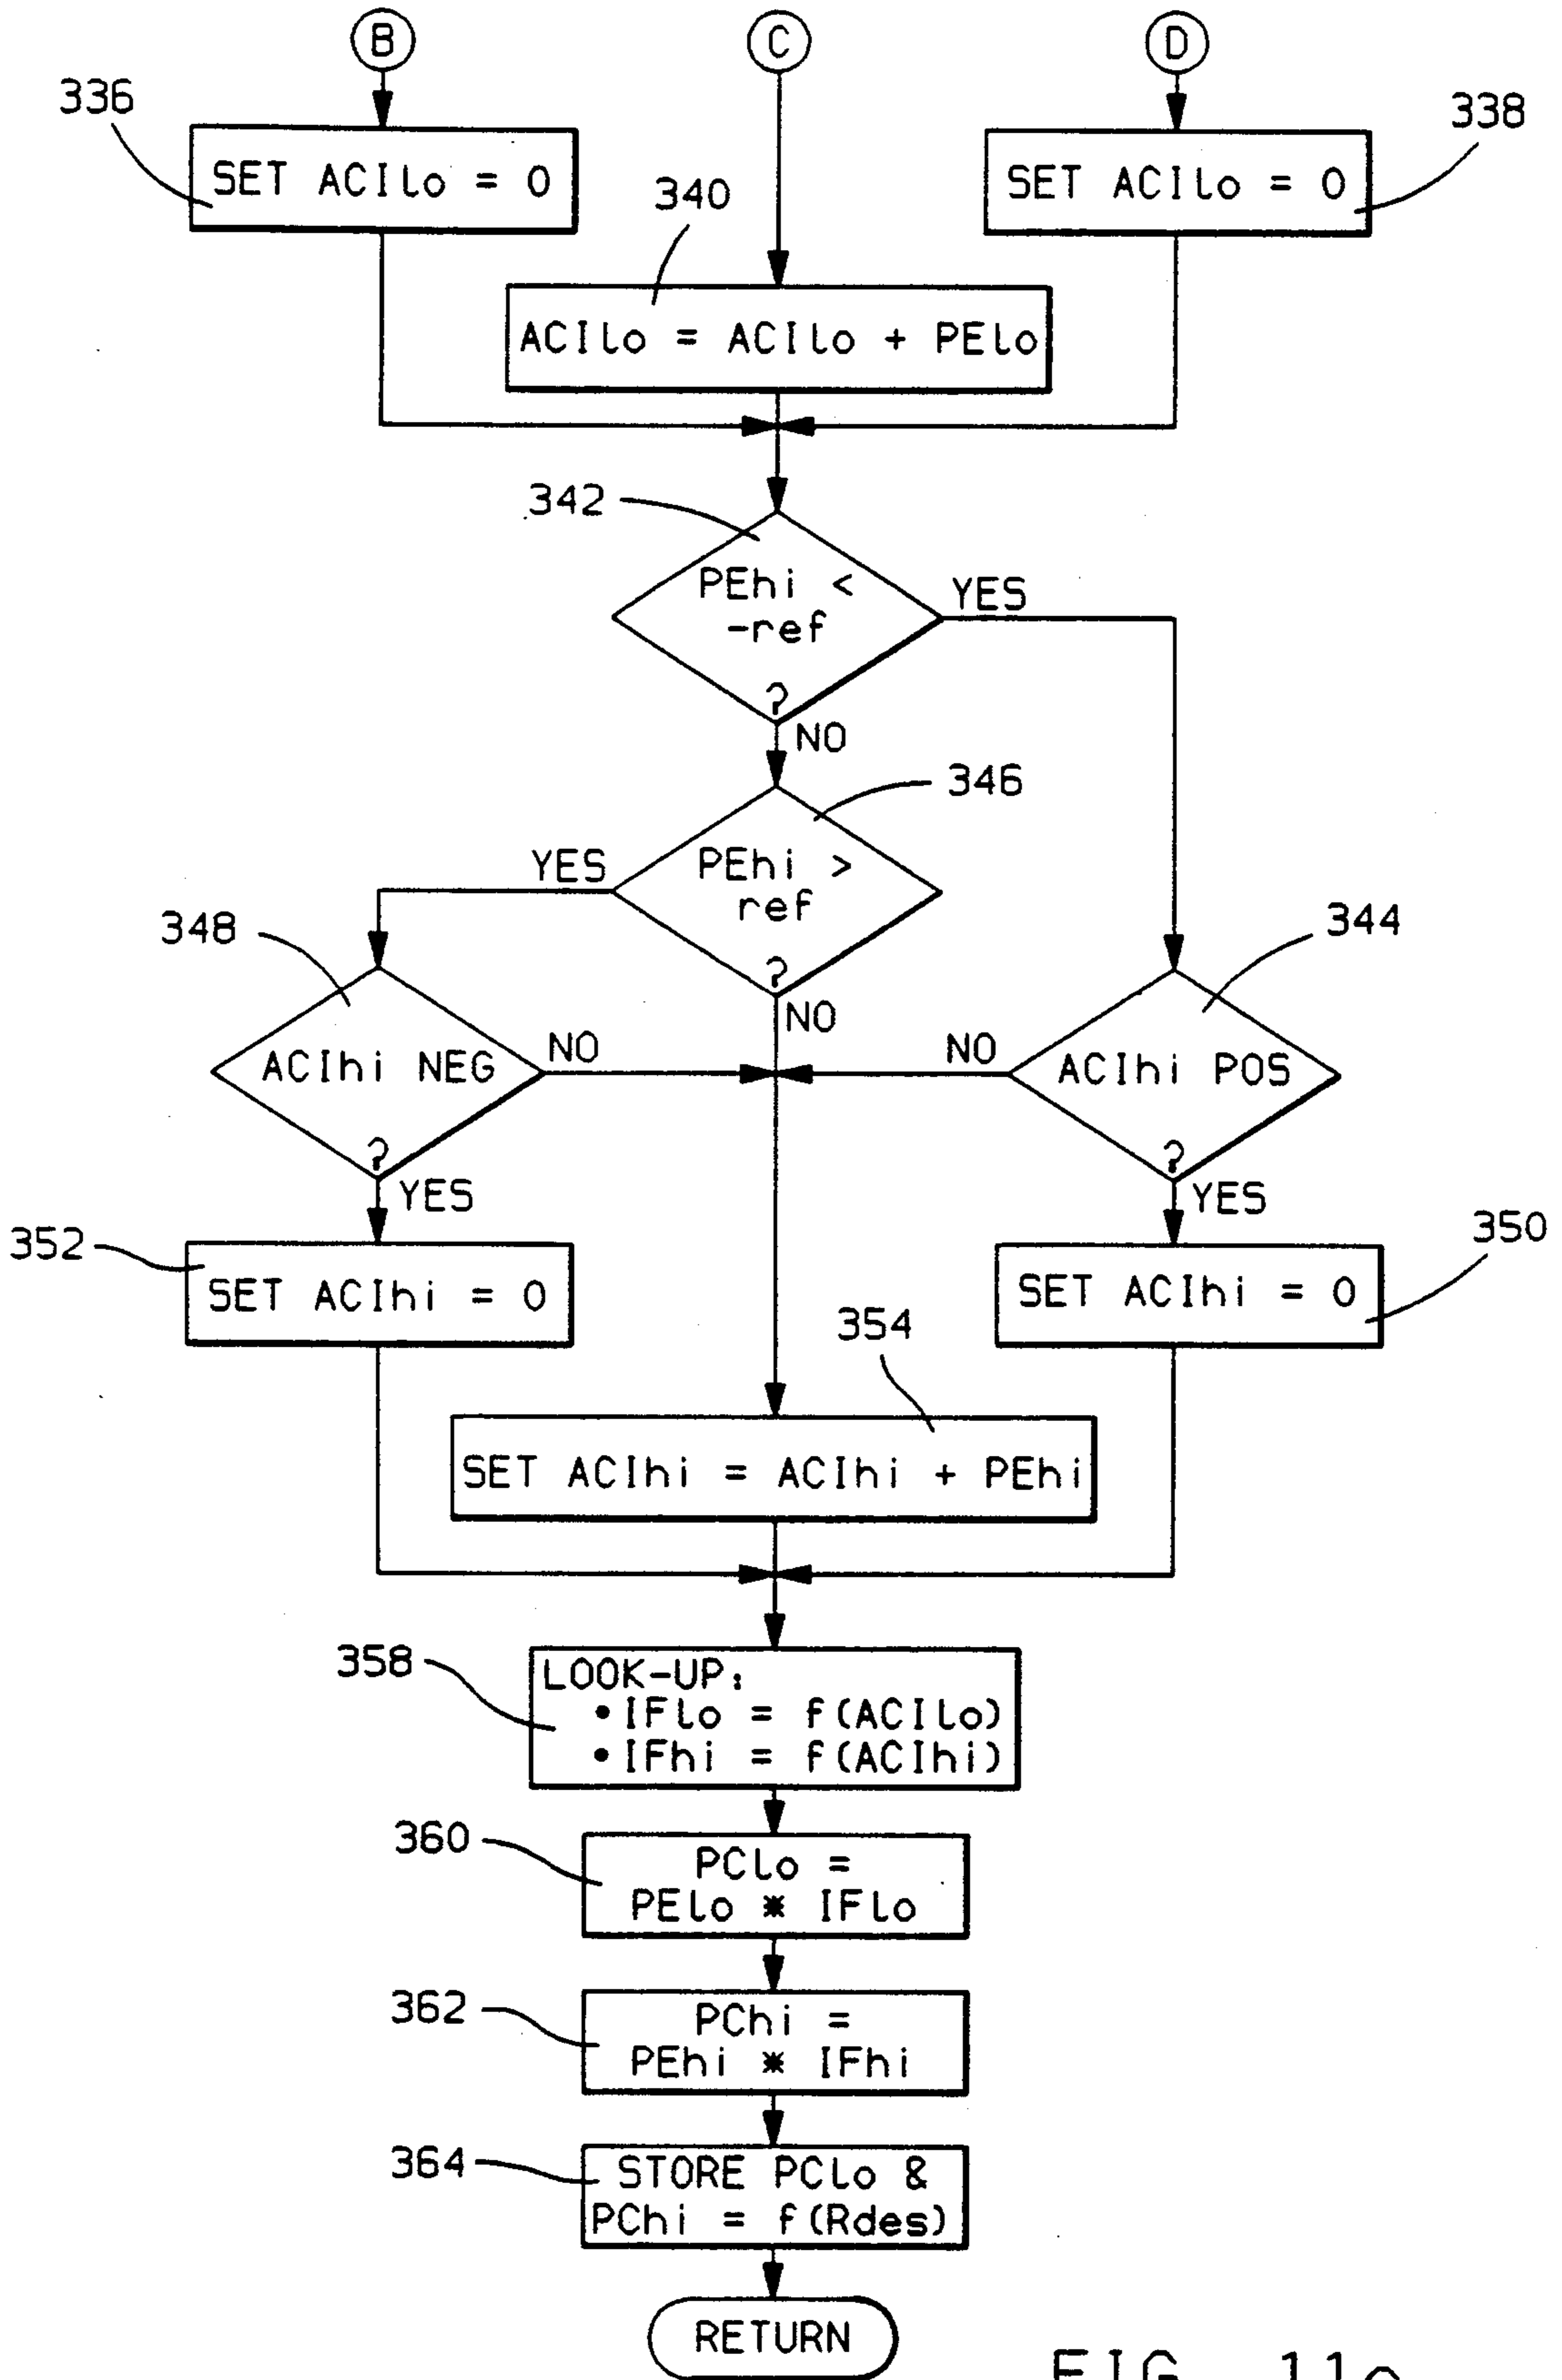 B
C
D
336
338
SET ACILo = 0
340
SET ACILo = 0
ACILo = ACILo + PELo
342
PEhi <
-ref
?
YES
NO
346
YES
PEhi >
ref
?
NO
348
344
ACIhi NEG
?
NO
NO
ACIhi POS
?
YES
YES
352
350
SET ACIhi = 0
SET ACIhi = 0
354
SET ACIhi = ACIhi + PEhi
358
LOOK-UP:
• IFLo = f(ACILo)
• IFhi = f(ACIhi)
360
PCLo =
PELo * IFLo
362
PChi =
PEhi * IFhi
364
STORE PCLo &
PChi = f(Rdes)
RETURN